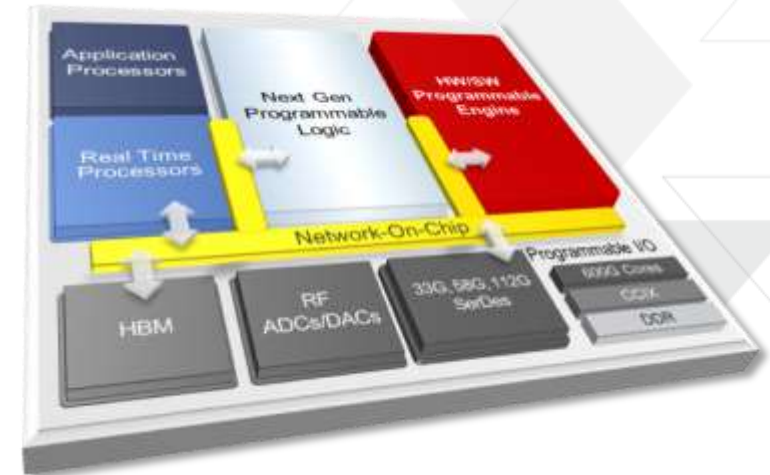 Application
Processors
Next Gen
Programmable
Logic
HW/SW
Programmable
Engine
Real Time
Processors
Network-On-Chip
Programmable I/O
HBM
RF
ADCs/DACs
33G, 58G, 112G
SerDes
600G Cores
CCIX
DDR